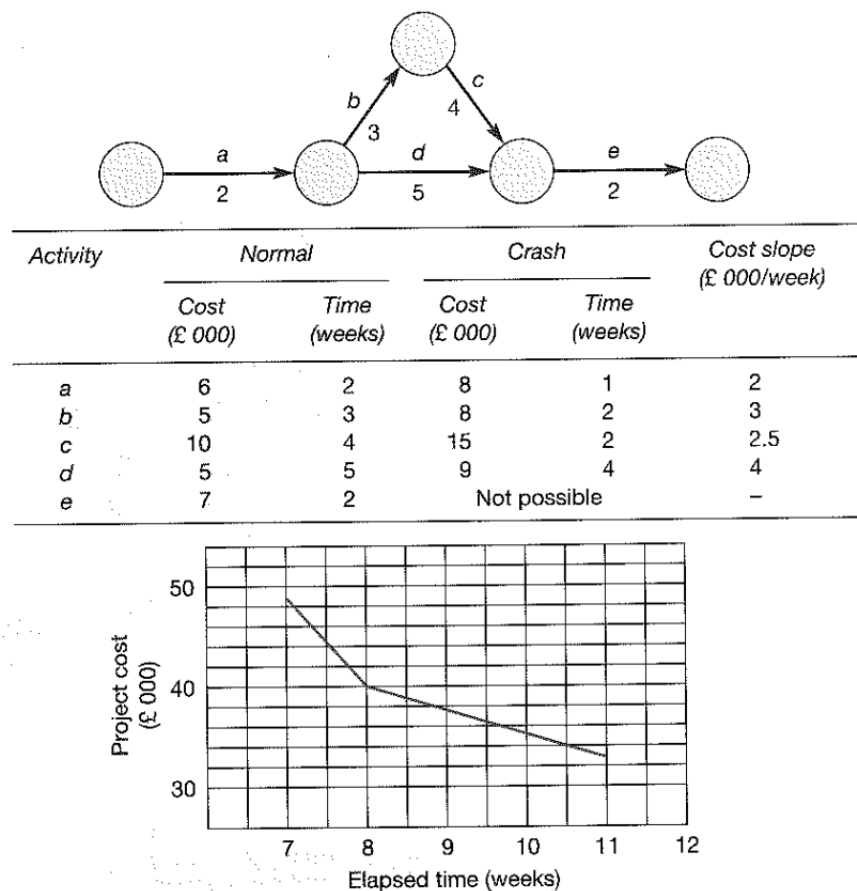 c
b
4
3
a
d
e
2
5
2
Activity Normal Crash Cost slope
(£ 000/week)
Cost Time Cost Time
(£ 000) (weeks) (£ 000) (weeks)
a 6 2 8 1 2
b 5 3 8 2 3
c 10 4 15 2 2.5
d 5 5 9 4 4
e 7 2 Not possible –
50
40
30
Project cost
(£ 000)
7 8 9 10 11 12
Elapsed time (weeks)